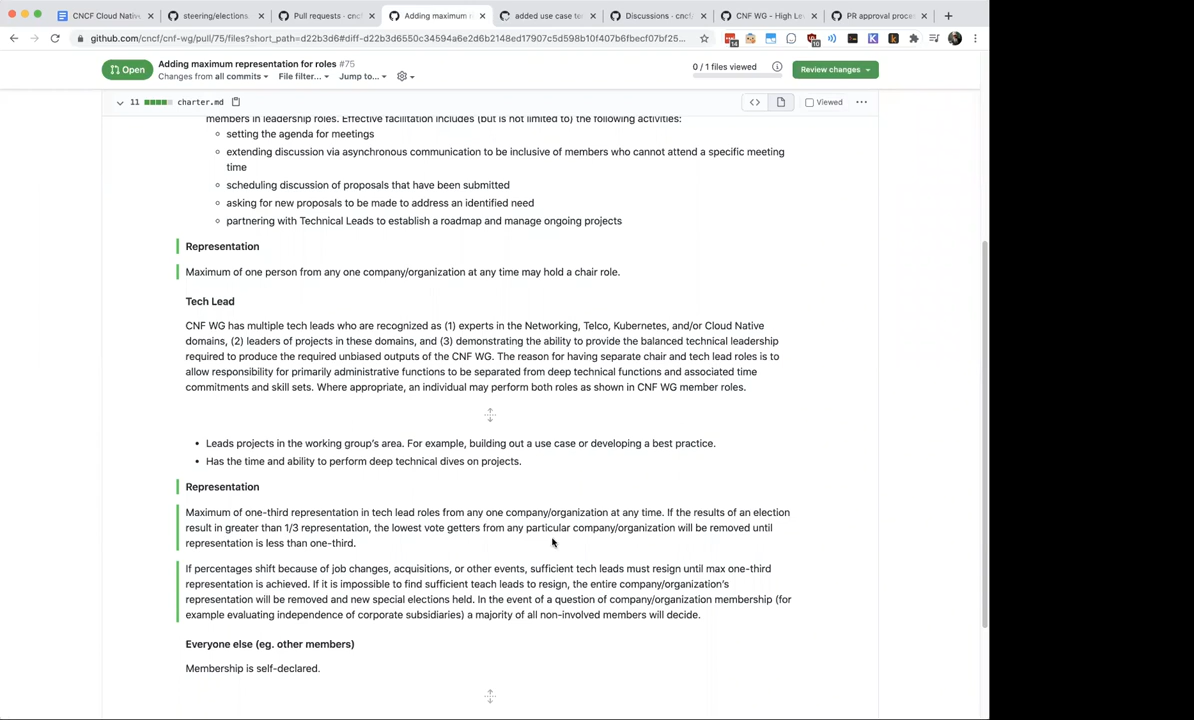 CNCF Cloud Native
steering/elections.
Pull requests · cncf
Adding maximum r
added use case te
Discussions · cncf/
CNF WG - High Le
PR approval proce
github.com/cncf/cnf-wg/pull/75/files?short_path=d22b3d6#diff-d22b3d6550c34594a6e2d6b2148ed17907c5d598b10f407b6fbecf07bf25...
14
10
Open
Adding maximum representation for roles #75
Changes from all commits
File filter...
Jump to...
0 / 1 files viewed
Review changes
11
charter.md
Viewed
members in leadership roles. Effective facilitation includes (but is not limited to) the following activities:
setting the agenda for meetings
extending discussion via asynchronous communication to be inclusive of members who cannot attend a specific meeting
time
scheduling discussion of proposals that have been submitted
asking for new proposals to be made to address an identified need
partnering with Technical Leads to establish a roadmap and manage ongoing projects
Representation
Maximum of one person from any one company/organization at any time may hold a chair role.
Tech Lead
CNF WG has multiple tech leads who are recognized as (1) experts in the Networking, Telco, Kubernetes, and/or Cloud Native
domains, (2) leaders of projects in these domains, and (3) demonstrating the ability to provide the balanced technical leadership
required to produce the required unbiased outputs of the CNF WG. The reason for having separate chair and tech lead roles is to
allow responsibility for primarily administrative functions to be separated from deep technical functions and associated time
commitments and skill sets. Where appropriate, an individual may perform both roles as shown in CNF WG member roles.
Leads projects in the working group's area. For example, building out a use case or developing a best practice.
Has the time and ability to perform deep technical dives on projects.
Representation
Maximum of one-third representation in tech lead roles from any one company/organization at any time. If the results of an election
result in greater than 1/3 representation, the lowest vote getters from any particular company/organization will be removed until
representation is less than one-third.
If percentages shift because of job changes, acquisitions, or other events, sufficient tech leads must resign until max one-third
representation is achieved. If it is impossible to find sufficient teach leads to resign, the entire company/organization's
representation will be removed and new special elections held. In the event of a question of company/organization membership (for
example evaluating independence of corporate subsidiaries) a majority of all non-involved members will decide.
Everyone else (eg. other members)
Membership is self-declared.